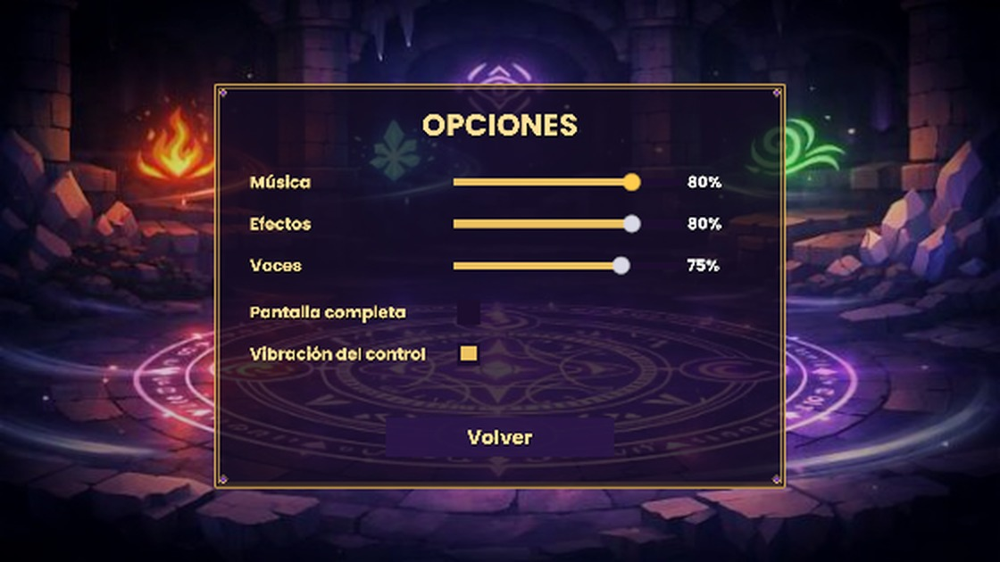 OPCIONES
Música 80%
Efectos 80%
Voces 75%
Pantalla completa
Vibración del control
Volver